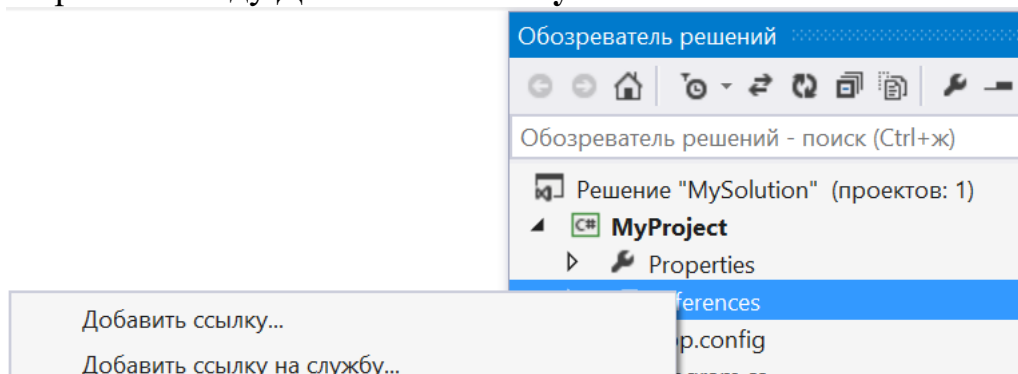 Обозреватель решений
Обозреватель решений - поиск (Ctrl+ж)
Решение "MySolution" (проектов: 1)
C# MyProject
Properties
ferences
Добавить ссылку...
p.config
Добавить ссылку на службу...